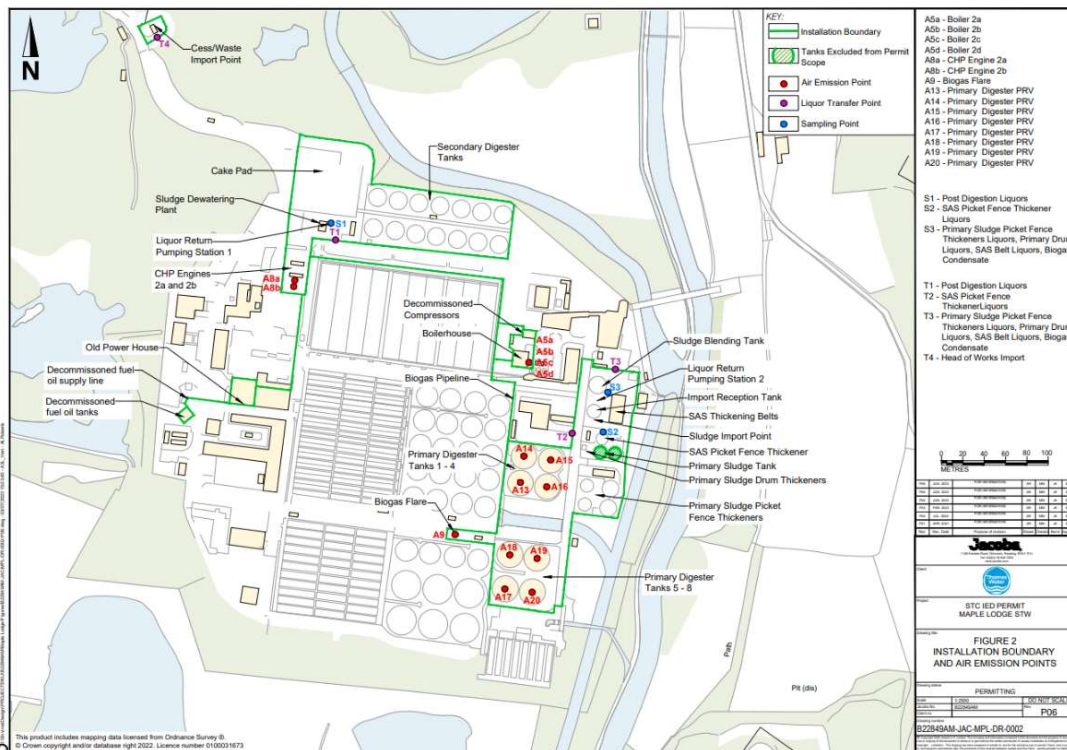 N
T4
Cess/Waste
Import Point
Cake Pad
Secondary Digester
Tanks
Sludge Dewatering
Plant
S1
T1
Liquor Return
Pumping Station 1
CHP Engines
2a and 2b
A8a
A8b
Decommissoned
Compressors
Boilerhouse
A5a
A5b
A5c
A5d
Old Power House
Decommissioned fuel
oil supply line
Decommissioned
fuel oil tanks
Biogas Pipeline
T3
Sludge Blending Tank
S3
Liquor Return
Pumping Station 2
Import Reception Tank
SAS Thickening Belts
T2
S2
Sludge Import Point
SAS Picket Fence Thickener
Primary Sludge Tank
Primary Sludge Drum Thickeners
Primary Digester
Tanks 1 - 4
A14
A15
A13
A16
Primary Sludge Picket
Fence Thickeners
Biogas Flare
A9
A18
A19
A17
A20
Primary Digester
Tanks 5 - 8
Path
Pit (dis)
KEY:
Installation Boundary
Tanks Excluded from Permit
Scope
Air Emission Point
Liquor Transfer Point
Sampling Point
A5a - Boiler 2a
A5b - Boiler 2b
A5c - Boiler 2c
A5d - Boiler 2d
A8a - CHP Engine 2a
A8b - CHP Engine 2b
A9 - Biogas Flare
A13 - Primary Digester PRV
A14 - Primary Digester PRV
A15 - Primary Digester PRV
A16 - Primary Digester PRV
A17 - Primary Digester PRV
A18 - Primary Digester PRV
A19 - Primary Digester PRV
A20 - Primary Digester PRV
S1 - Post Digestion Liquors
S2 - SAS Picket Fence Thickener
Liquors
S3 - Primary Sludge Picket Fence
Thickeners Liquors, Primary Drum
Liquors, SAS Belt Liquors, Biogas
Condensate
T1 - Post Digestion Liquors
T2 - SAS Picket Fence
ThickenerLiquors
T3 - Primary Sludge Picket Fence
Thickeners Liquors, Primary Drum
Liquors, SAS Belt Liquors, Biogas
Condensate
T4 - Head of Works Import
0 20 40 60 80 100
METRES
Jacobs
Thames
Water
STC IED PERMIT
MAPLE LODGE STW
FIGURE 2
INSTALLATION BOUNDARY
AND AIR EMISSION POINTS
PERMITTING
DO NOT SCALE
P06
B22849AM-JAC-MPL-DR-0002
This product includes mapping data licensed from Ordnance Survey ©.
© Crown copyright and/or database right 2022. Licence number 0100031673